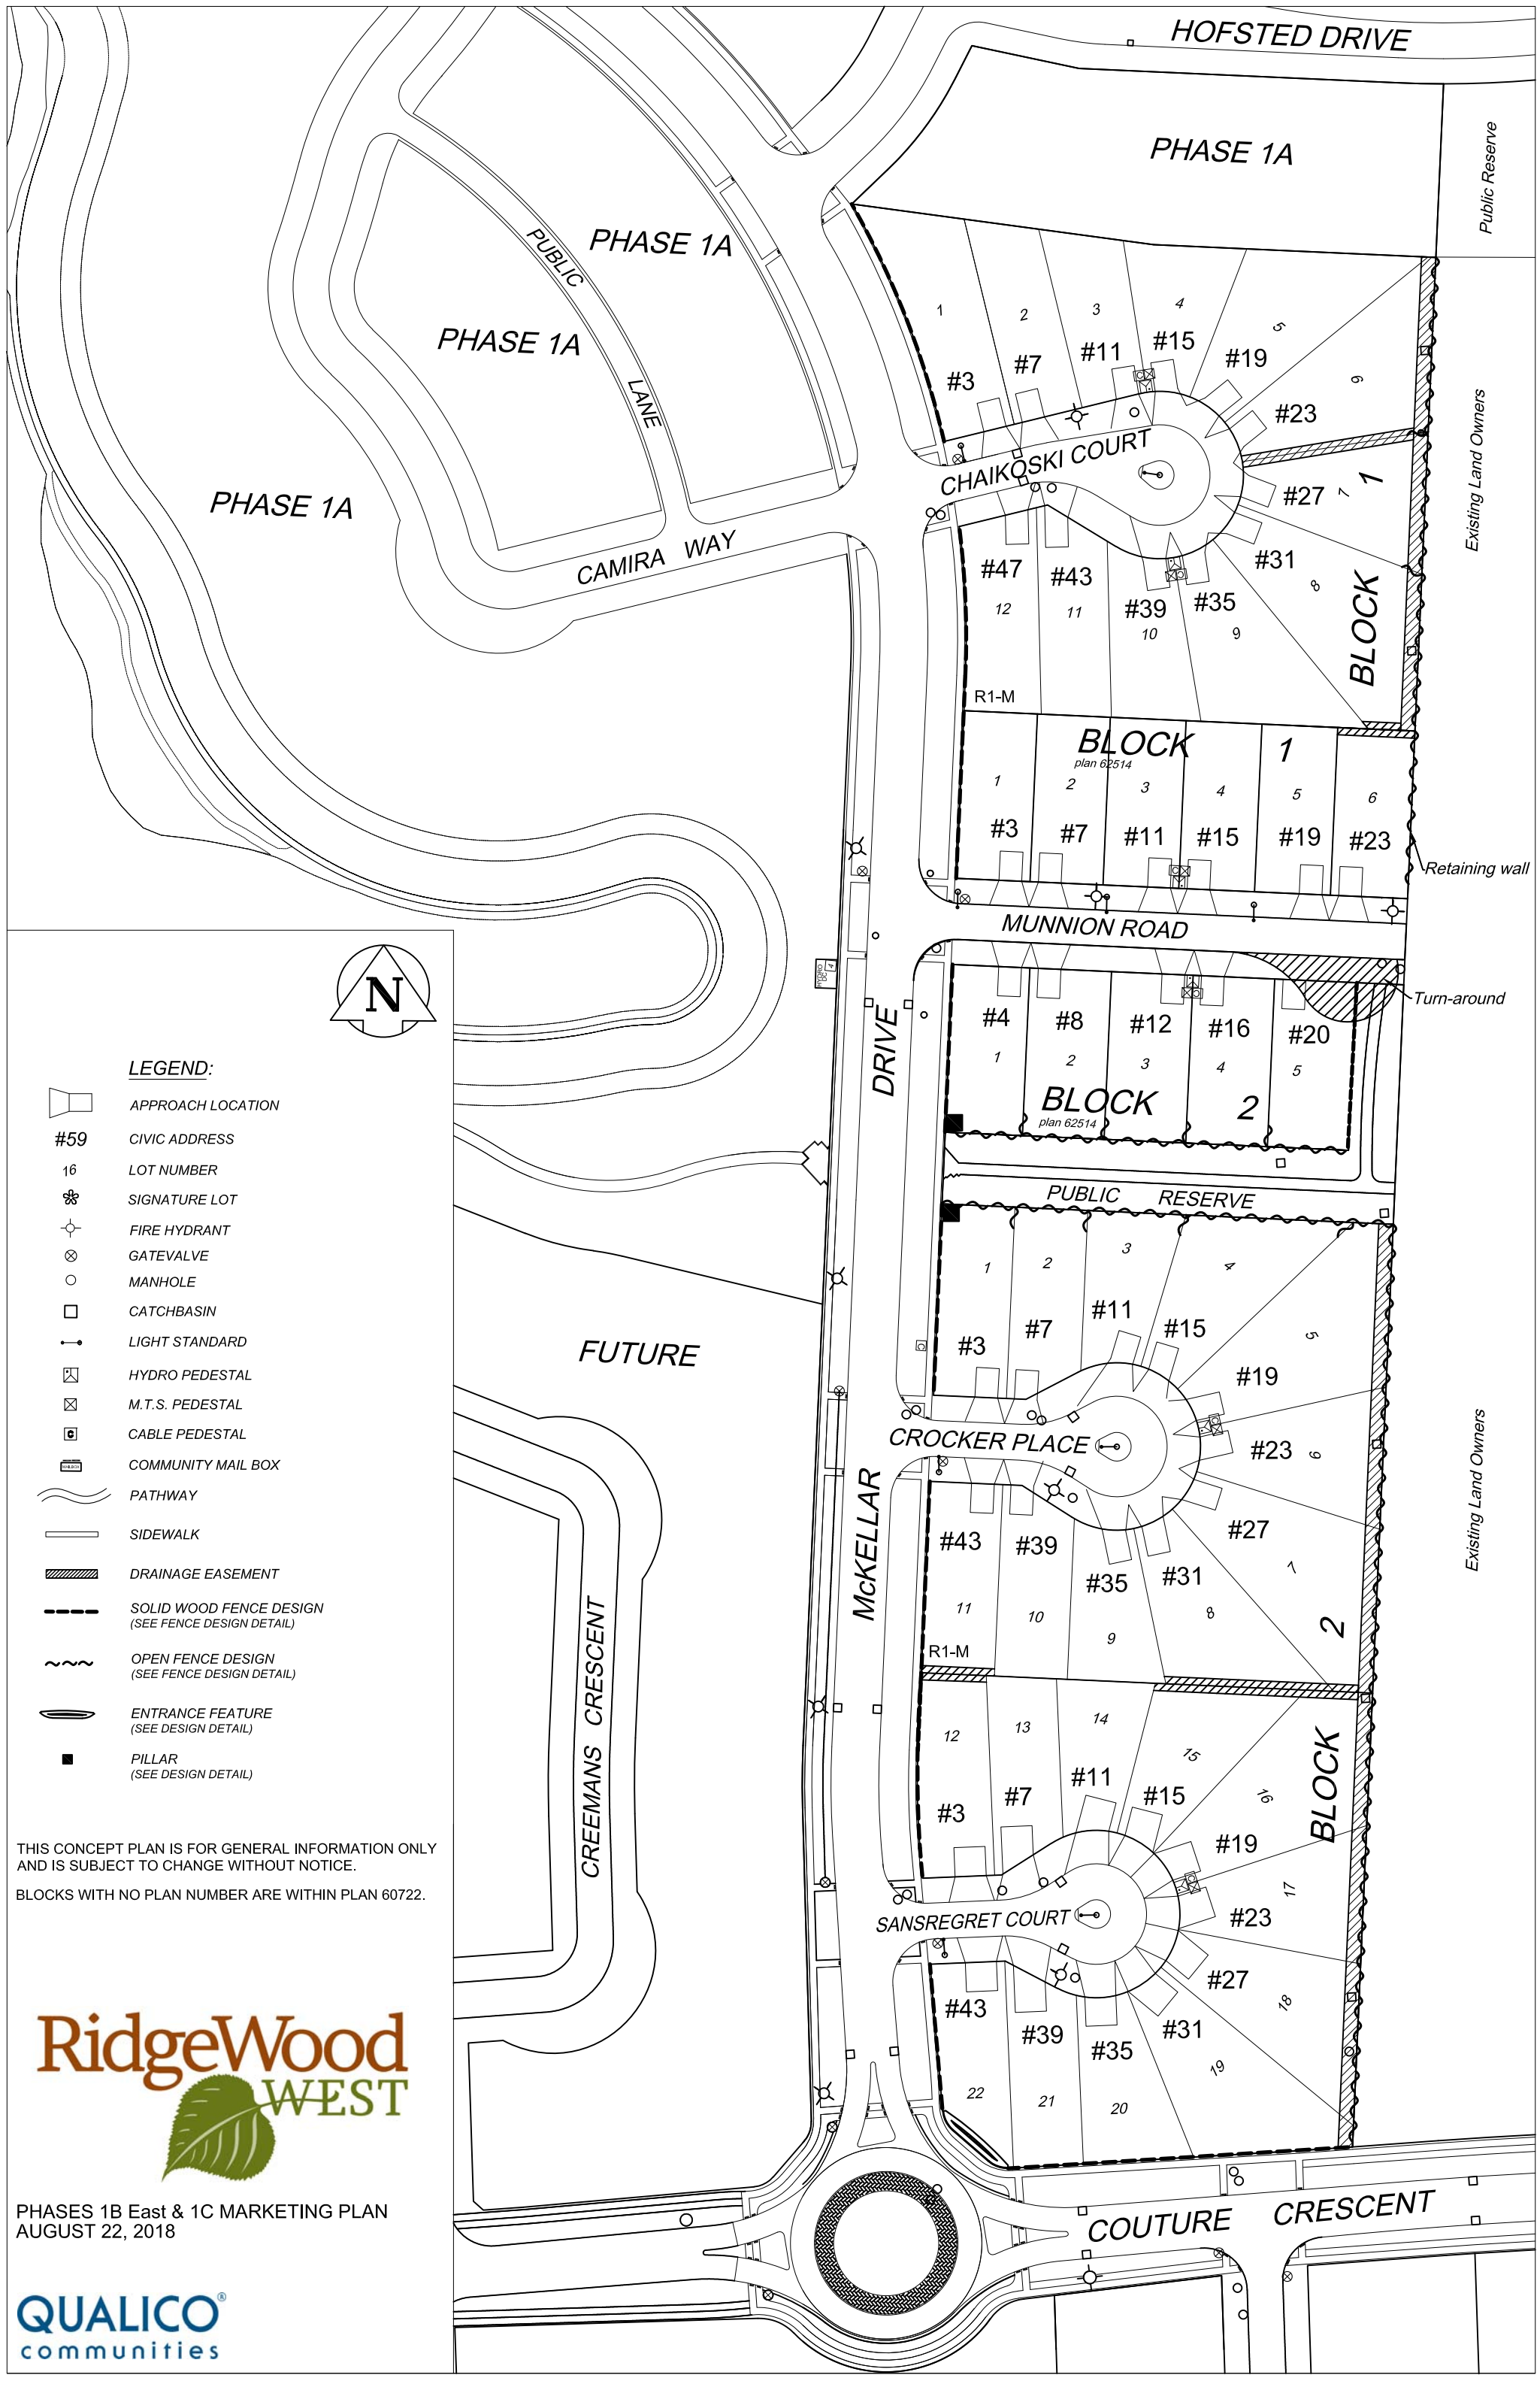 HOFSTED DRIVE
PHASE 1A
Public Reserve
PHASE 1A
PUBLIC
LANE
PHASE 1A
PHASE 1A
CAMIRA WAY
1
2
3
4
5
6
#3
#7
#11
#15
#19
#23
CHAIKOSKI COURT
Existing Land Owners
#27
7
1
#31
8
BLOCK
#47
#43
#39
#35
12
11
10
9
R1-M
BLOCK 1
plan 62514
1
2
3
4
5
6
#3
#7
#11
#15
#19
#23
Retaining wall
MUNNION ROAD
Turn-around
#4
#8
#12
#16
#20
1
2
3
4
5
BLOCK 2
plan 62514
DRIVE
PUBLIC RESERVE
1
2
3
4
5
#3
#7
#11
#15
#19
CROCKER PLACE
#23
6
Existing Land Owners
#43
#39
#35
#31
#27
11
10
9
8
7
2
R1-M
McKELLAR
FUTURE
CREEMANS CRESCENT
12
13
14
15
16
#3
#7
#11
#15
#19
BLOCK
SANSREGRET COURT
#23
17
#43
#39
#35
#31
#27
22
21
20
19
18
COUTURE CRESCENT
N
LEGEND:
APPROACH LOCATION
#59 CIVIC ADDRESS
16 LOT NUMBER
SIGNATURE LOT
FIRE HYDRANT
GATEVALVE
MANHOLE
CATCHBASIN
LIGHT STANDARD
HYDRO PEDESTAL
M.T.S. PEDESTAL
CABLE PEDESTAL
COMMUNITY MAIL BOX
PATHWAY
SIDEWALK
DRAINAGE EASEMENT
SOLID WOOD FENCE DESIGN
(SEE FENCE DESIGN DETAIL)
OPEN FENCE DESIGN
(SEE FENCE DESIGN DETAIL)
ENTRANCE FEATURE
(SEE DESIGN DETAIL)
PILLAR
(SEE DESIGN DETAIL)
THIS CONCEPT PLAN IS FOR GENERAL INFORMATION ONLY
AND IS SUBJECT TO CHANGE WITHOUT NOTICE.
BLOCKS WITH NO PLAN NUMBER ARE WITHIN PLAN 60722.
RidgeWood
WEST
PHASES 1B East & 1C MARKETING PLAN
AUGUST 22, 2018
QUALICO®
communities